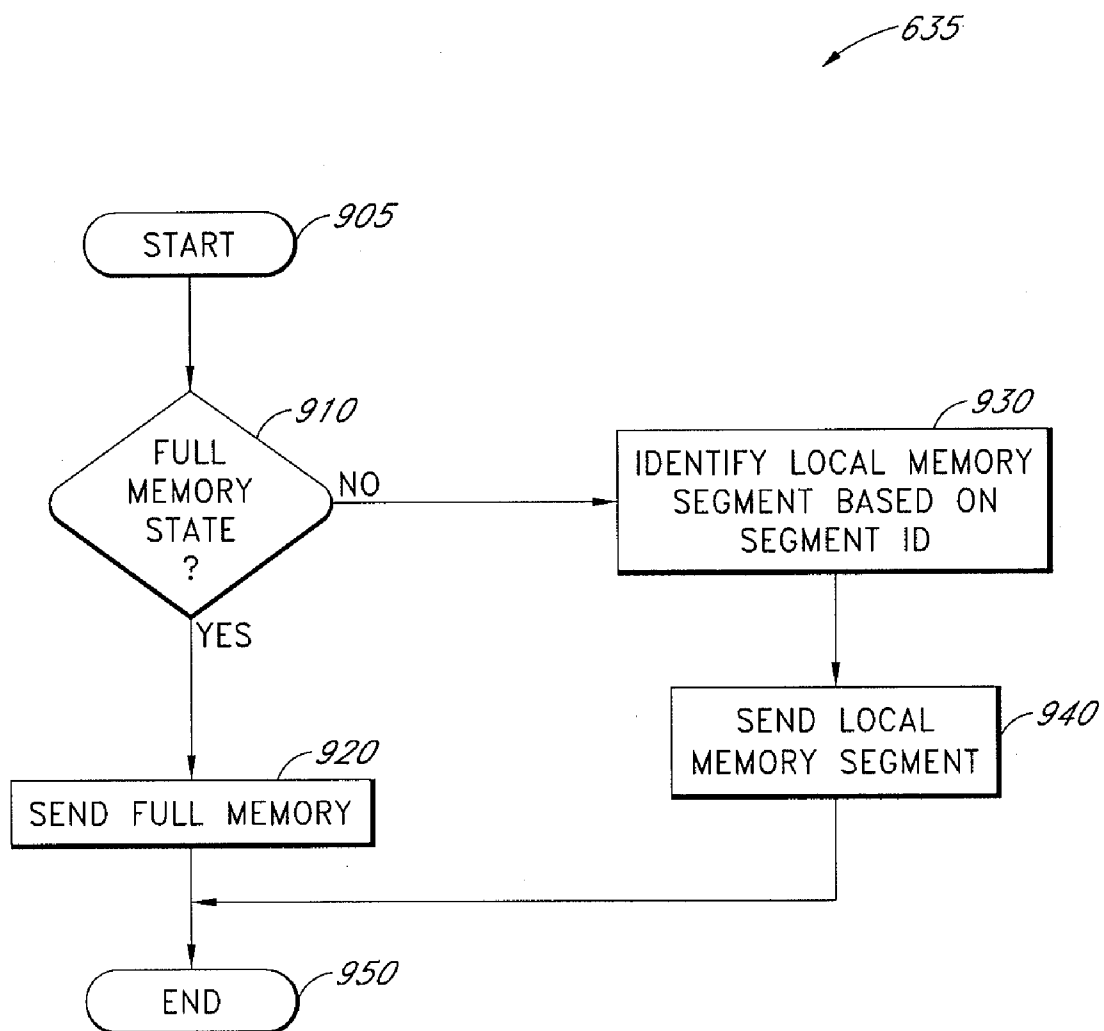 635
START
905
FULL
MEMORY
STATE
?
910
NO
YES
IDENTIFY LOCAL MEMORY
SEGMENT BASED ON
SEGMENT ID
930
SEND LOCAL
MEMORY SEGMENT
940
SEND FULL MEMORY
920
END
950